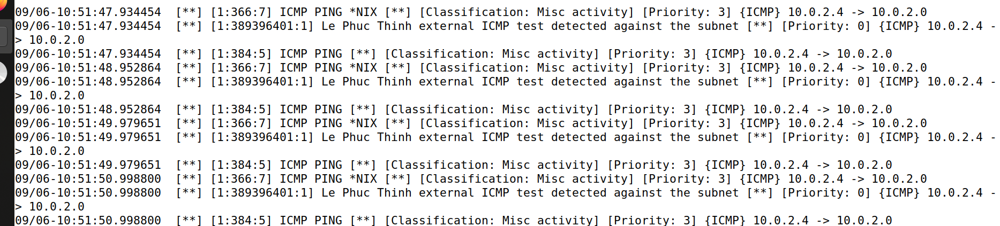 09/06-10:51:47.934454  [**] [1:366:7] ICMP PING *NIX [**] [Classification: Misc activity] [Priority: 3] {ICMP} 10.0.2.4 -> 10.0.2.0
09/06-10:51:47.934454  [**] [1:389396401:1] Le Phuc Thinh external ICMP test detected against the subnet [**] [Priority: 0] {ICMP} 10.0.2.4 -
> 10.0.2.0
09/06-10:51:47.934454  [**] [1:384:5] ICMP PING [**] [Classification: Misc activity] [Priority: 3] {ICMP} 10.0.2.4 -> 10.0.2.0
09/06-10:51:48.952864  [**] [1:366:7] ICMP PING *NIX [**] [Classification: Misc activity] [Priority: 3] {ICMP} 10.0.2.4 -> 10.0.2.0
09/06-10:51:48.952864  [**] [1:389396401:1] Le Phuc Thinh external ICMP test detected against the subnet [**] [Priority: 0] {ICMP} 10.0.2.4 -
> 10.0.2.0
09/06-10:51:48.952864  [**] [1:384:5] ICMP PING [**] [Classification: Misc activity] [Priority: 3] {ICMP} 10.0.2.4 -> 10.0.2.0
09/06-10:51:49.979651  [**] [1:366:7] ICMP PING *NIX [**] [Classification: Misc activity] [Priority: 3] {ICMP} 10.0.2.4 -> 10.0.2.0
09/06-10:51:49.979651  [**] [1:389396401:1] Le Phuc Thinh external ICMP test detected against the subnet [**] [Priority: 0] {ICMP} 10.0.2.4 -
> 10.0.2.0
09/06-10:51:49.979651  [**] [1:384:5] ICMP PING [**] [Classification: Misc activity] [Priority: 3] {ICMP} 10.0.2.4 -> 10.0.2.0
09/06-10:51:50.998800  [**] [1:366:7] ICMP PING *NIX [**] [Classification: Misc activity] [Priority: 3] {ICMP} 10.0.2.4 -> 10.0.2.0
09/06-10:51:50.998800  [**] [1:389396401:1] Le Phuc Thinh external ICMP test detected against the subnet [**] [Priority: 0] {ICMP} 10.0.2.4 -
> 10.0.2.0
09/06-10:51:50.998800  [**] [1:384:5] ICMP PING [**] [Classification: Misc activity] [Priority: 3] {ICMP} 10.0.2.4 -> 10.0.2.0